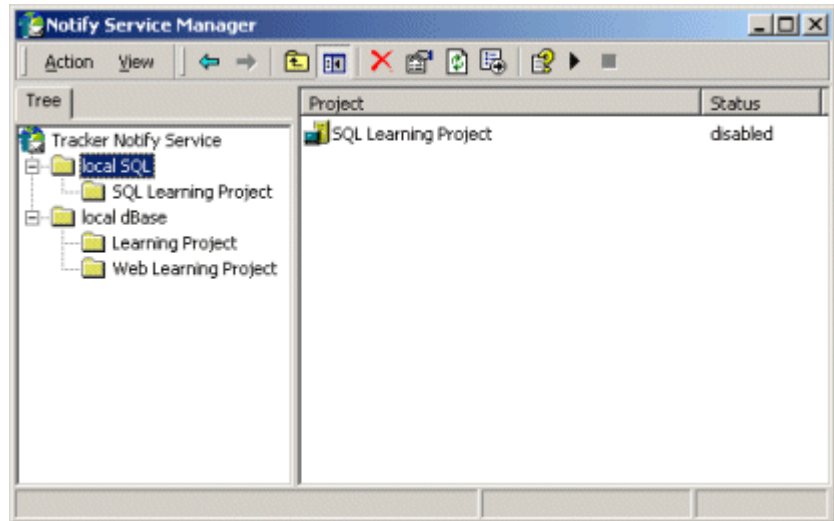 Notify Service Manager
Action View
Tree
Project Status
Tracker Notify Service
SQL Learning Project disabled
local SQL
SQL Learning Project
local dBase
Learning Project
Web Learning Project